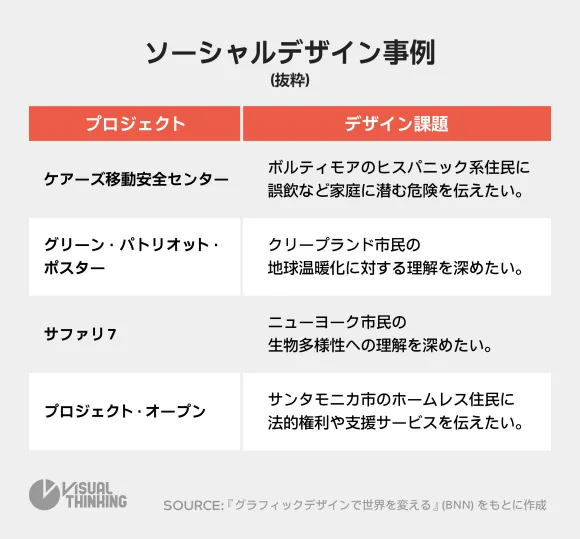 ソーシャルデザイン事例
(抜粋)
プロジェクト
デザイン課題
ケアーズ移動安全センター
ボルティモアのヒスパニック系住民に
誤飲など家庭に潜む危険を伝えたい。
グリーン・パトリオット・
ポスター
クリーブランド市民の
地球温暖化に対する理解を深めたい。
サファリ7
ニューヨーク市民の
生物多様性への理解を深めたい。
プロジェクト・オープン
サンタモニカ市のホームレス住民に
法的権利や支援サービスを伝えたい。
VISUAL
THINKING
SOURCE:『グラフィックデザインで世界を変える』(BNN) をもとに作成